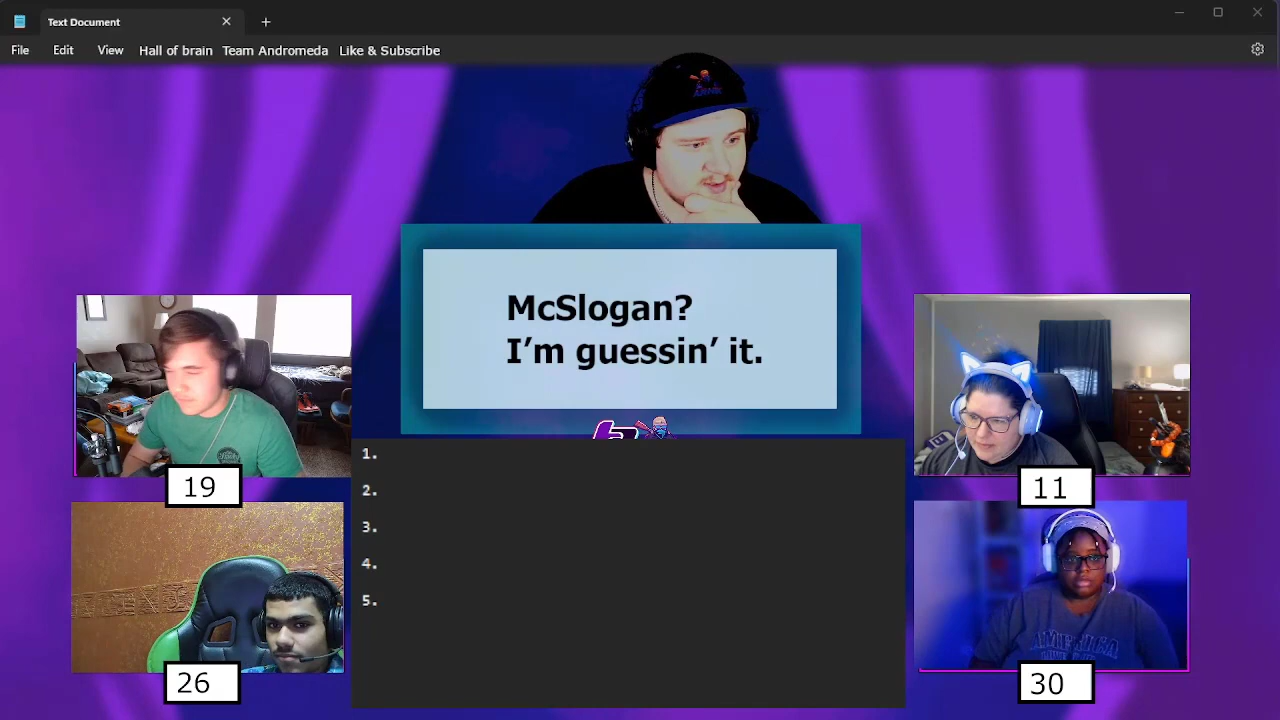 Text Document
File Edit View Hall of brain Team Andromeda Like & Subscribe
McSlogan?
I'm guessin' it.
1.
2.
3.
4.
5.
19
11
26
30
AMERICA